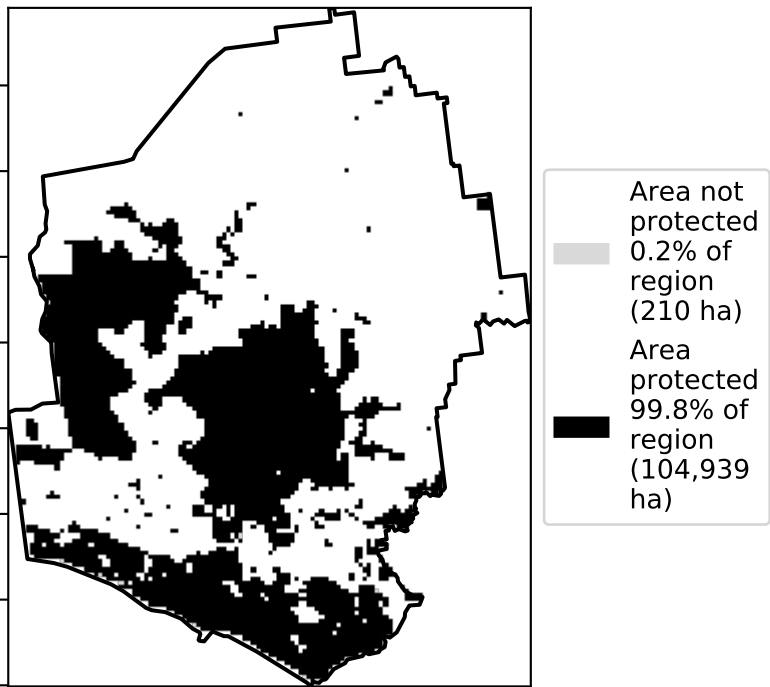 Area not
protected
0.2% of
region
(210 ha)
Area
protected
99.8% of
region
(104,939
ha)